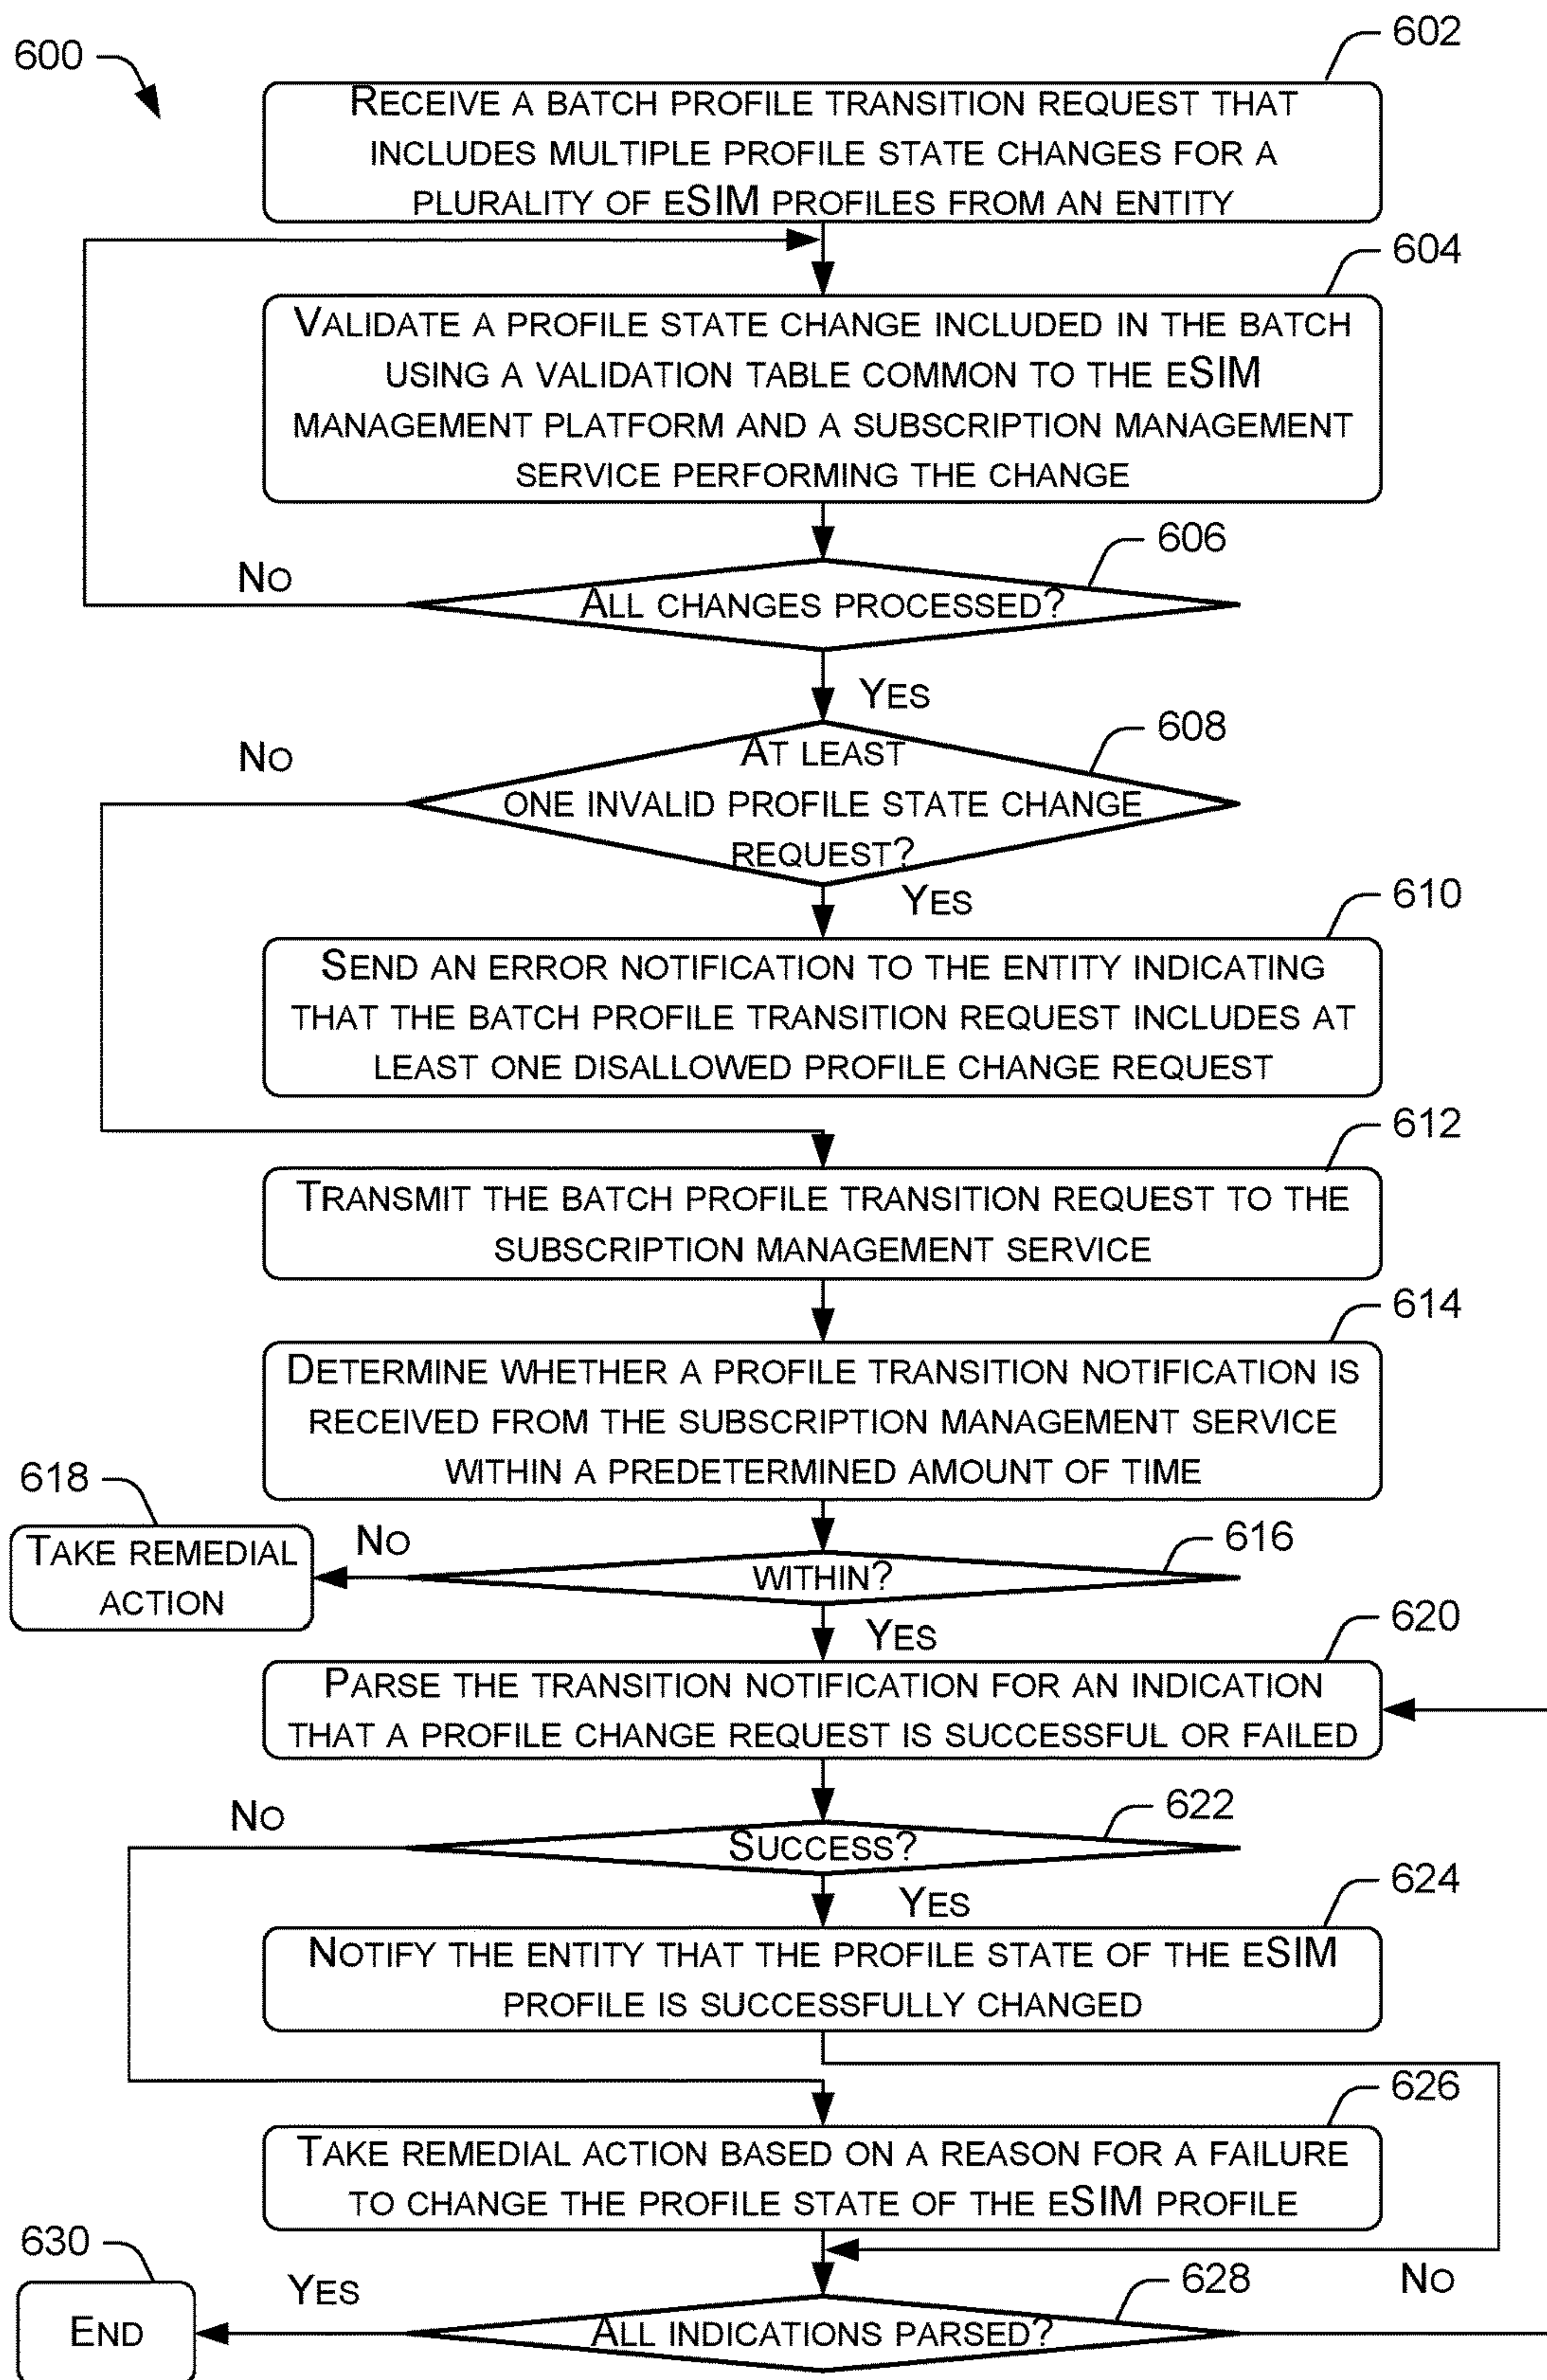 600
602
RECEIVE A BATCH PROFILE TRANSITION REQUEST THAT
INCLUDES MULTIPLE PROFILE STATE CHANGES FOR A
PLURALITY OF ESIM PROFILES FROM AN ENTITY
604
VALIDATE A PROFILE STATE CHANGE INCLUDED IN THE BATCH
USING A VALIDATION TABLE COMMON TO THE ESIM
MANAGEMENT PLATFORM AND A SUBSCRIPTION MANAGEMENT
SERVICE PERFORMING THE CHANGE
606
NO
ALL CHANGES PROCESSED?
YES
608
NO
AT LEAST
ONE INVALID PROFILE STATE CHANGE
REQUEST?
YES
610
SEND AN ERROR NOTIFICATION TO THE ENTITY INDICATING
THAT THE BATCH PROFILE TRANSITION REQUEST INCLUDES AT
LEAST ONE DISALLOWED PROFILE CHANGE REQUEST
612
TRANSMIT THE BATCH PROFILE TRANSITION REQUEST TO THE
SUBSCRIPTION MANAGEMENT SERVICE
614
DETERMINE WHETHER A PROFILE TRANSITION NOTIFICATION IS
RECEIVED FROM THE SUBSCRIPTION MANAGEMENT SERVICE
WITHIN A PREDETERMINED AMOUNT OF TIME
618
TAKE REMEDIAL
ACTION
NO
616
WITHIN?
YES
620
PARSE THE TRANSITION NOTIFICATION FOR AN INDICATION
THAT A PROFILE CHANGE REQUEST IS SUCCESSFUL OR FAILED
NO
622
SUCCESS?
YES
624
NOTIFY THE ENTITY THAT THE PROFILE STATE OF THE ESIM
PROFILE IS SUCCESSFULLY CHANGED
626
TAKE REMEDIAL ACTION BASED ON A REASON FOR A FAILURE
TO CHANGE THE PROFILE STATE OF THE ESIM PROFILE
630
END
YES
628
NO
ALL INDICATIONS PARSED?